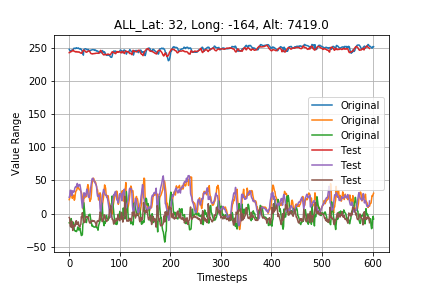 ALL_Lat: 32, Long: -164, Alt: 7419.0
Value Range
250
200
150
100
50
0
−50
Original
Original
Original
Test
Test
Test
0 100 200 300 400 500 600
Timesteps